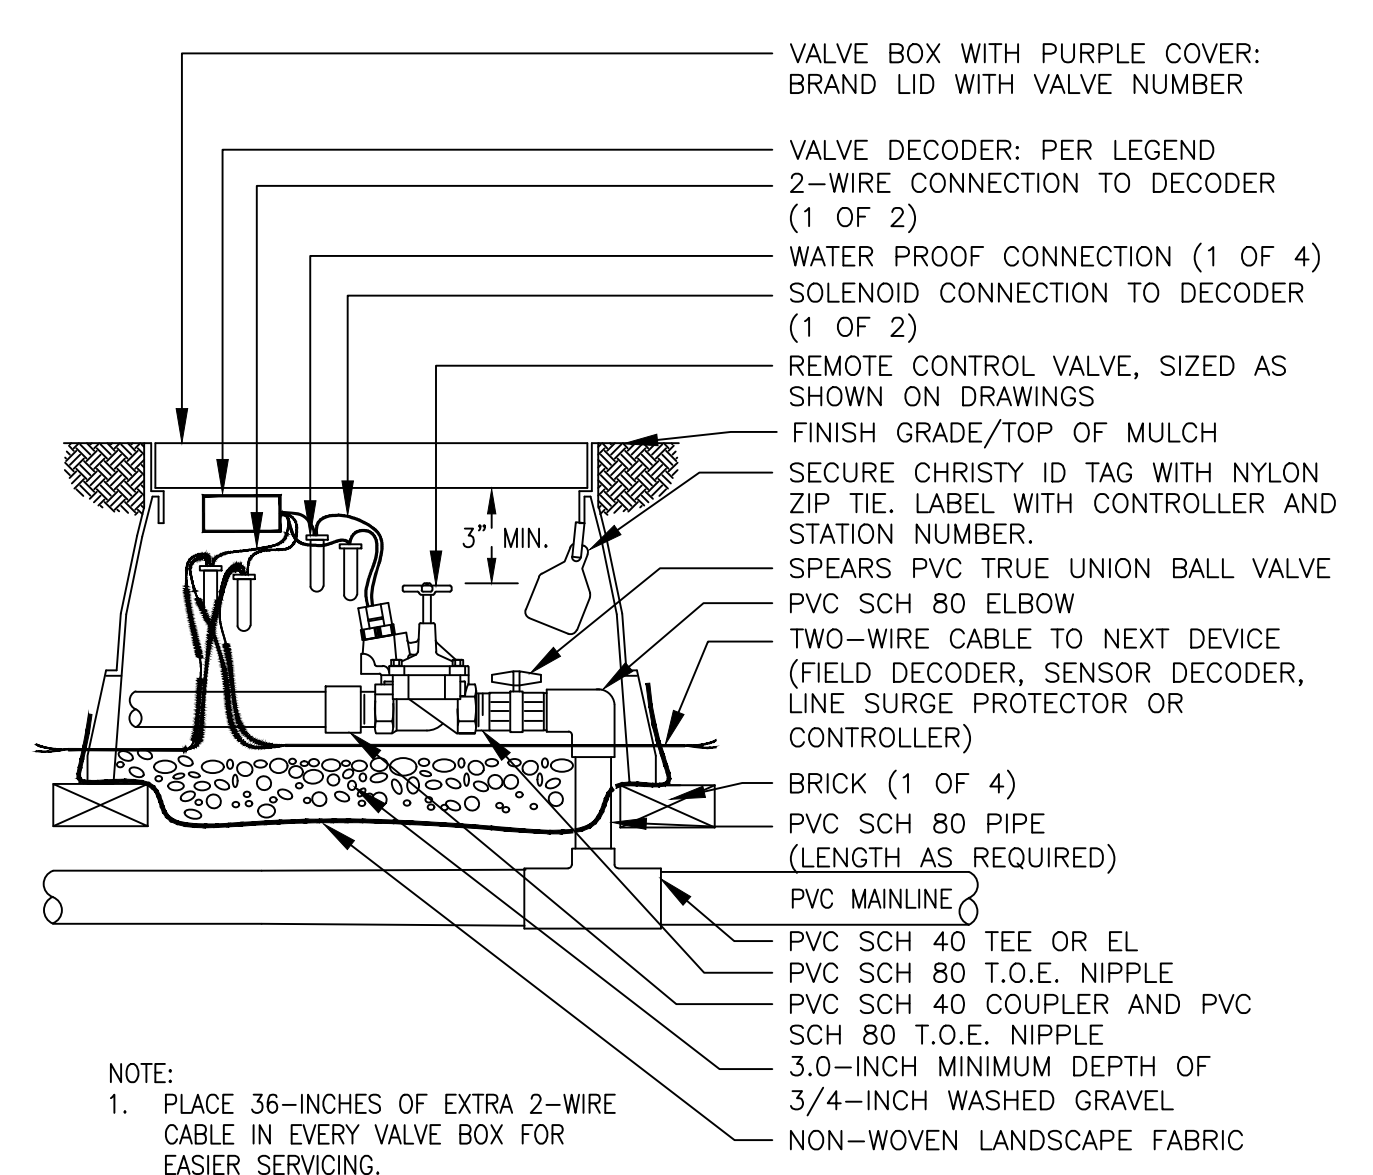 VALVE BOX WITH PURPLE COVER:
BRAND LID WITH VALVE NUMBER
VALVE DECODER: PER LEGEND
2-WIRE CONNECTION TO DECODER
(1 OF 2)
WATER PROOF CONNECTION (1 OF 4)
SOLENOID CONNECTION TO DECODER
(1 OF 2)
REMOTE CONTROL VALVE, SIZED AS
SHOWN ON DRAWINGS
FINISH GRADE/TOP OF MULCH
SECURE CHRISTY ID TAG WITH NYLON
ZIP TIE. LABEL WITH CONTROLLER AND
STATION NUMBER.
3" MIN.
SPEARS PVC TRUE UNION BALL VALVE
PVC SCH 80 ELBOW
TWO-WIRE CABLE TO NEXT DEVICE
(FIELD DECODER, SENSOR DECODER,
LINE SURGE PROTECTOR OR
CONTROLLER)
BRICK (1 OF 4)
PVC SCH 80 PIPE
(LENGTH AS REQUIRED)
PVC MAINLINE
PVC SCH 40 TEE OR EL
PVC SCH 80 T.O.E. NIPPLE
PVC SCH 40 COUPLER AND PVC
SCH 80 T.O.E. NIPPLE
3.0-INCH MINIMUM DEPTH OF
3/4-INCH WASHED GRAVEL
NON-WOVEN LANDSCAPE FABRIC
NOTE:
1. PLACE 36-INCHES OF EXTRA 2-WIRE
CABLE IN EVERY VALVE BOX FOR
EASIER SERVICING.